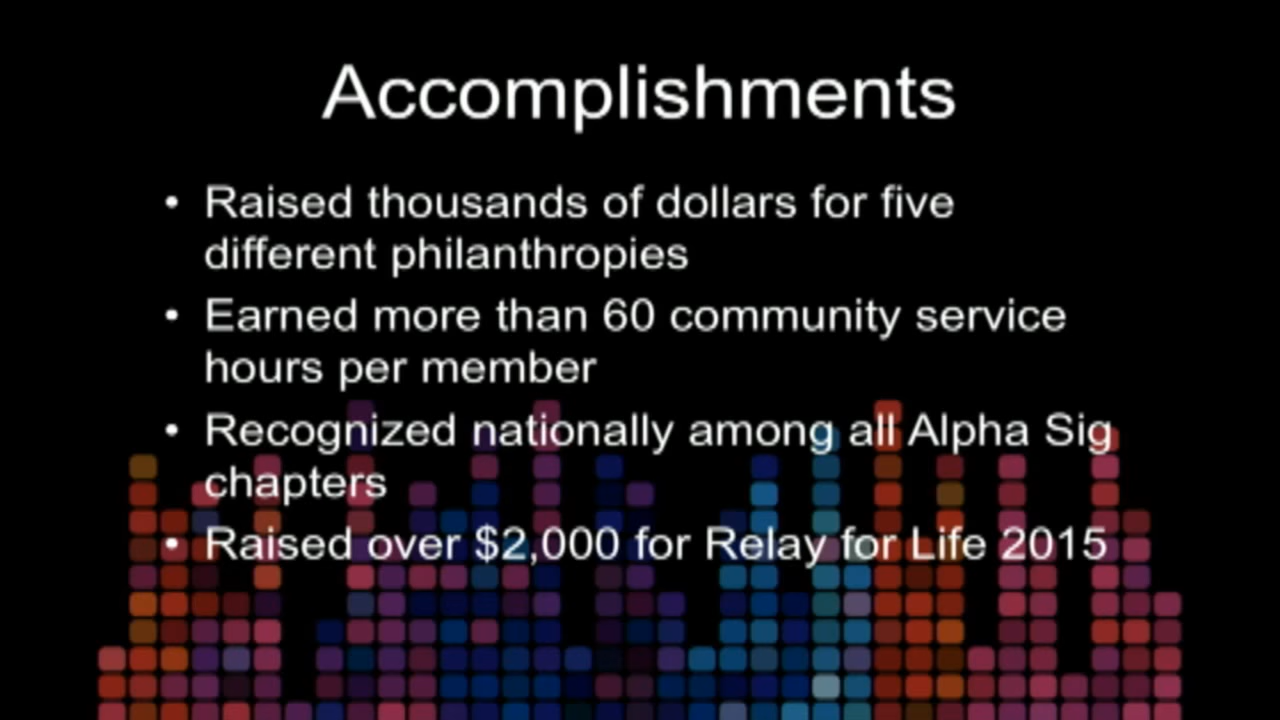 Accomplishments
• Raised thousands of dollars for five
different philanthropies
• Earned more than 60 community service
hours per member
• Recognized nationally among all Alpha Sig
chapters
• Raised over $2,000 for Relay for Life 2015